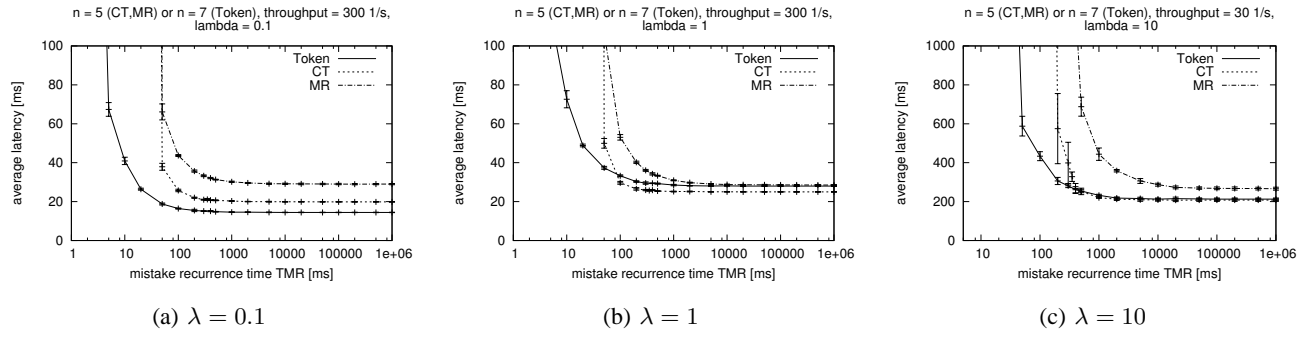 n = 5 (CT,MR) or n = 7 (Token), throughput = 300 1/s,
lambda = 0.1
100
80
60
40
20
0
average latency [ms]
Token
CT
MR
1 10 100 1000 10000 100000 1e+06
mistake recurrence time TMR [ms]
(a) λ = 0.1
n = 5 (CT,MR) or n = 7 (Token), throughput = 300 1/s,
lambda = 1
100
80
60
40
20
0
average latency [ms]
Token
CT
MR
1 10 100 1000 10000 100000 1e+06
mistake recurrence time TMR [ms]
(b) λ = 1
n = 5 (CT,MR) or n = 7 (Token), throughput = 30 1/s,
lambda = 10
1000
800
600
400
200
0
average latency [ms]
Token
CT
MR
10 100 1000 10000 100000 1e+06
mistake recurrence time TMR [ms]
(c) λ = 10